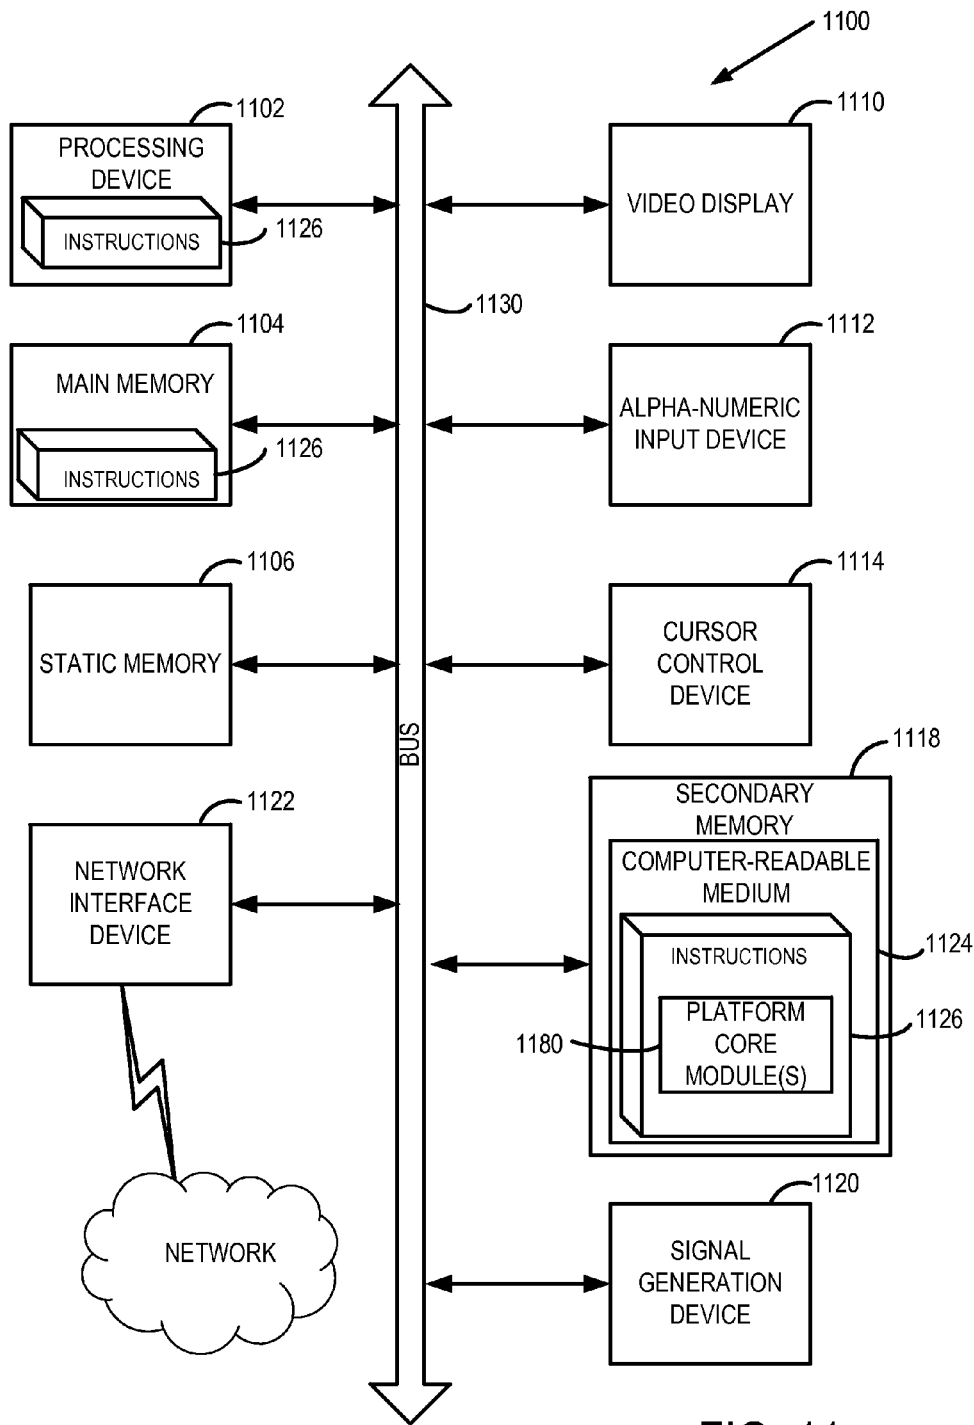 1100
1102
PROCESSING
DEVICE
INSTRUCTIONS
1126
1104
MAIN MEMORY
INSTRUCTIONS
1126
1106
STATIC MEMORY
1122
NETWORK
INTERFACE
DEVICE
NETWORK
BUS
1130
1110
VIDEO DISPLAY
1112
ALPHA-NUMERIC
INPUT DEVICE
1114
CURSOR
CONTROL
DEVICE
1118
SECONDARY
MEMORY
COMPUTER-READABLE
MEDIUM
1124
INSTRUCTIONS
1126
PLATFORM
CORE
MODULE(S)
1180
1120
SIGNAL
GENERATION
DEVICE